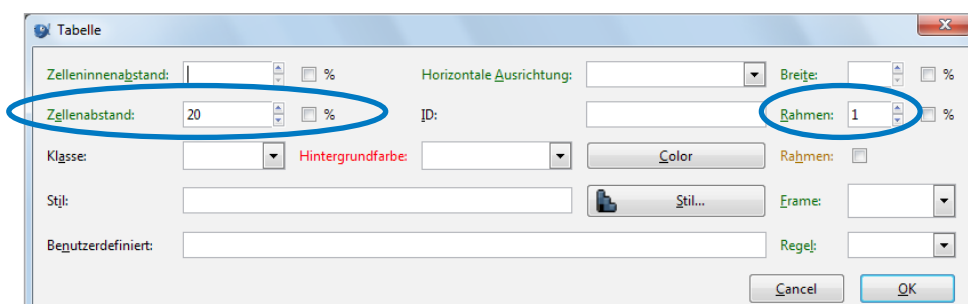 Tabelle
Zelleninnenabstand: % Horizontale Ausrichtung: Breite: %
Zellenabstand: 20 % ID: Rahmen: 1 %
Klasse: Hintergrundfarbe: Color Rahmen:
Stil: Stil... Frame:
Benutzerdefiniert: Regel:
Cancel OK